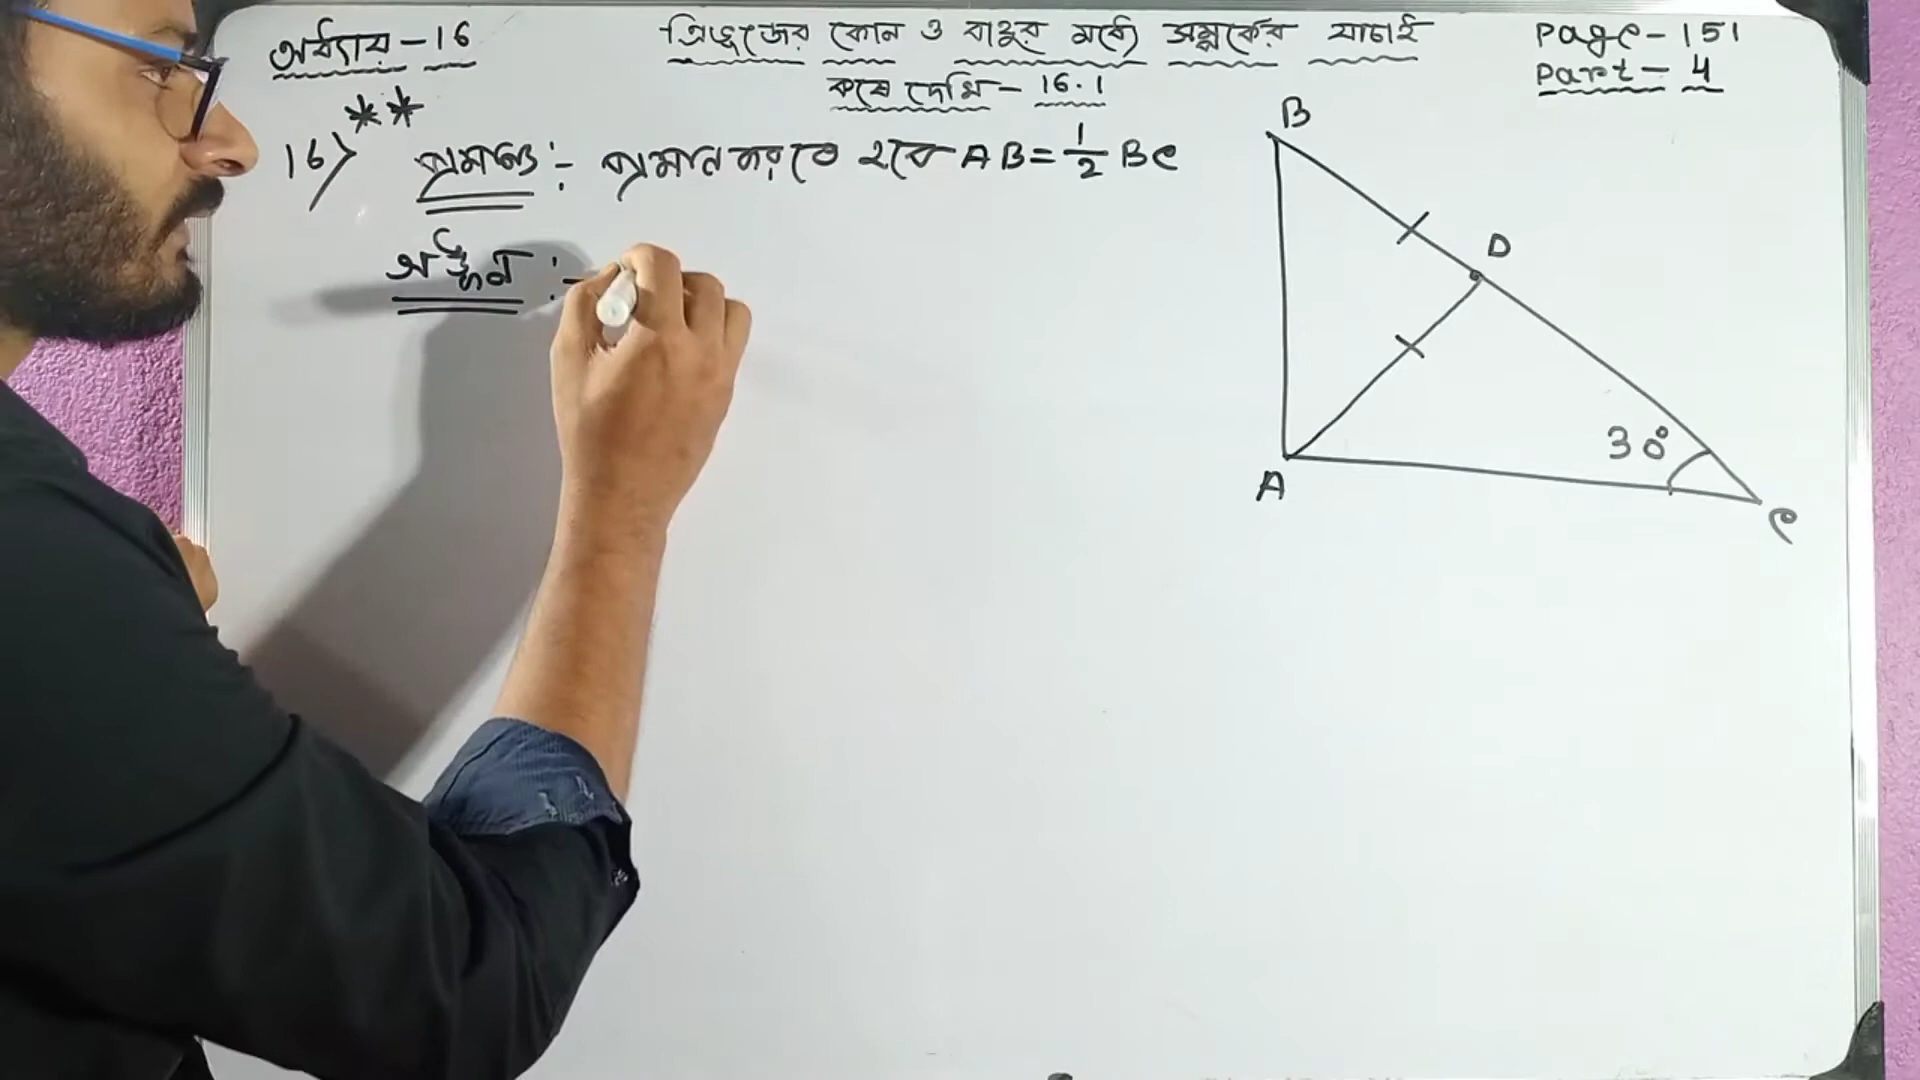 অধ্যায় - 16
ত্রিভুজের কোন ও বাহুর মধ্যে সম্পর্কের যাচাই
Page - 151
Part - 4
কষে দেখি - 16.1
**
16> প্রমাণ্য :- প্রমান করতে হবে AB = 1/2 BC
অঙ্কন :-
B
D
30°
A
C